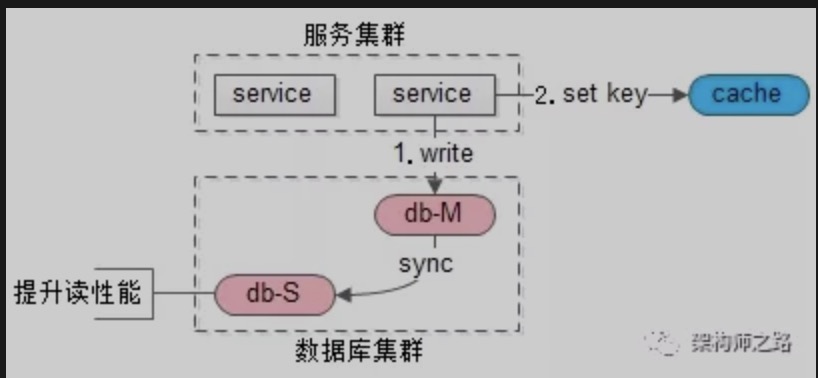 服务集群
service
service
2. set key
cache
1. write
db-M
sync
提升读性能
db-S
数据库集群
架构师之路